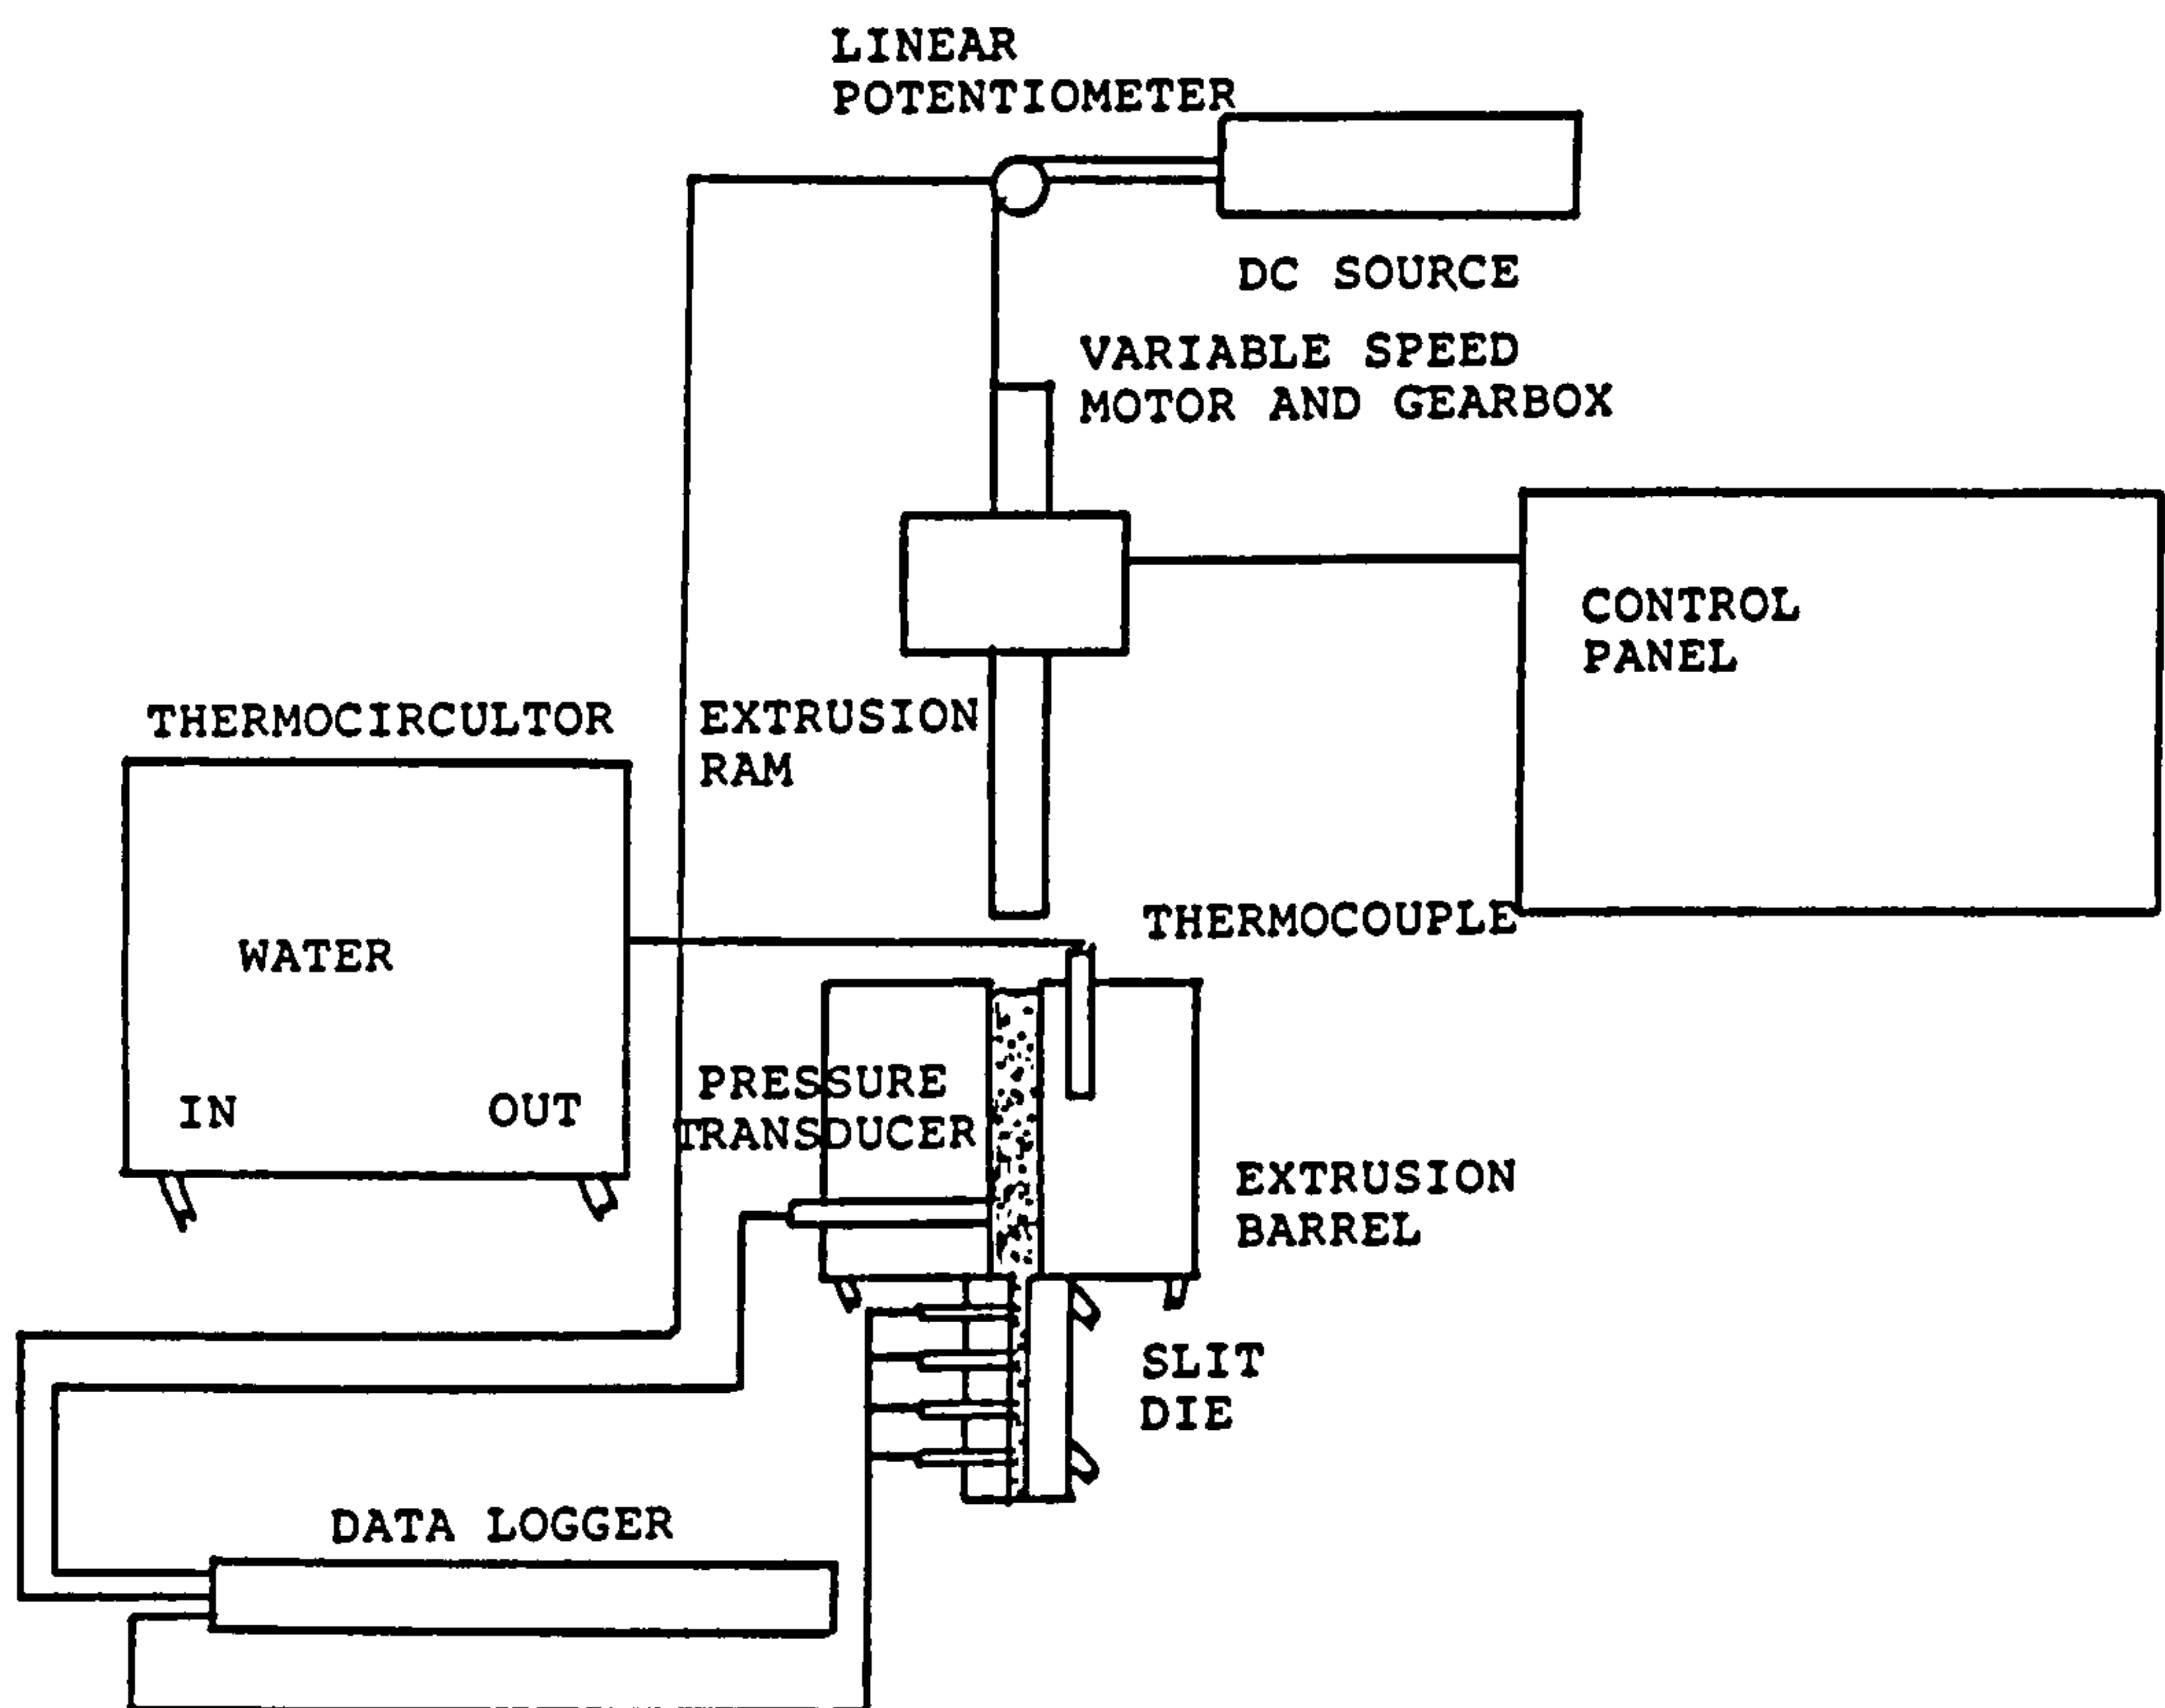 LINEAR
POTENTIOMETER
DC SOURCE
VARIABLE SPEED
MOTOR AND GEARBOX
CONTROL
PANEL
THERMOCIRCULTOR
EXTRUSION
RAM
THERMOCOUPLE
WATER
IN
OUT
PRESSURE
TRANSDUCER
EXTRUSION
BARREL
SLIT
DIE
DATA LOGGER